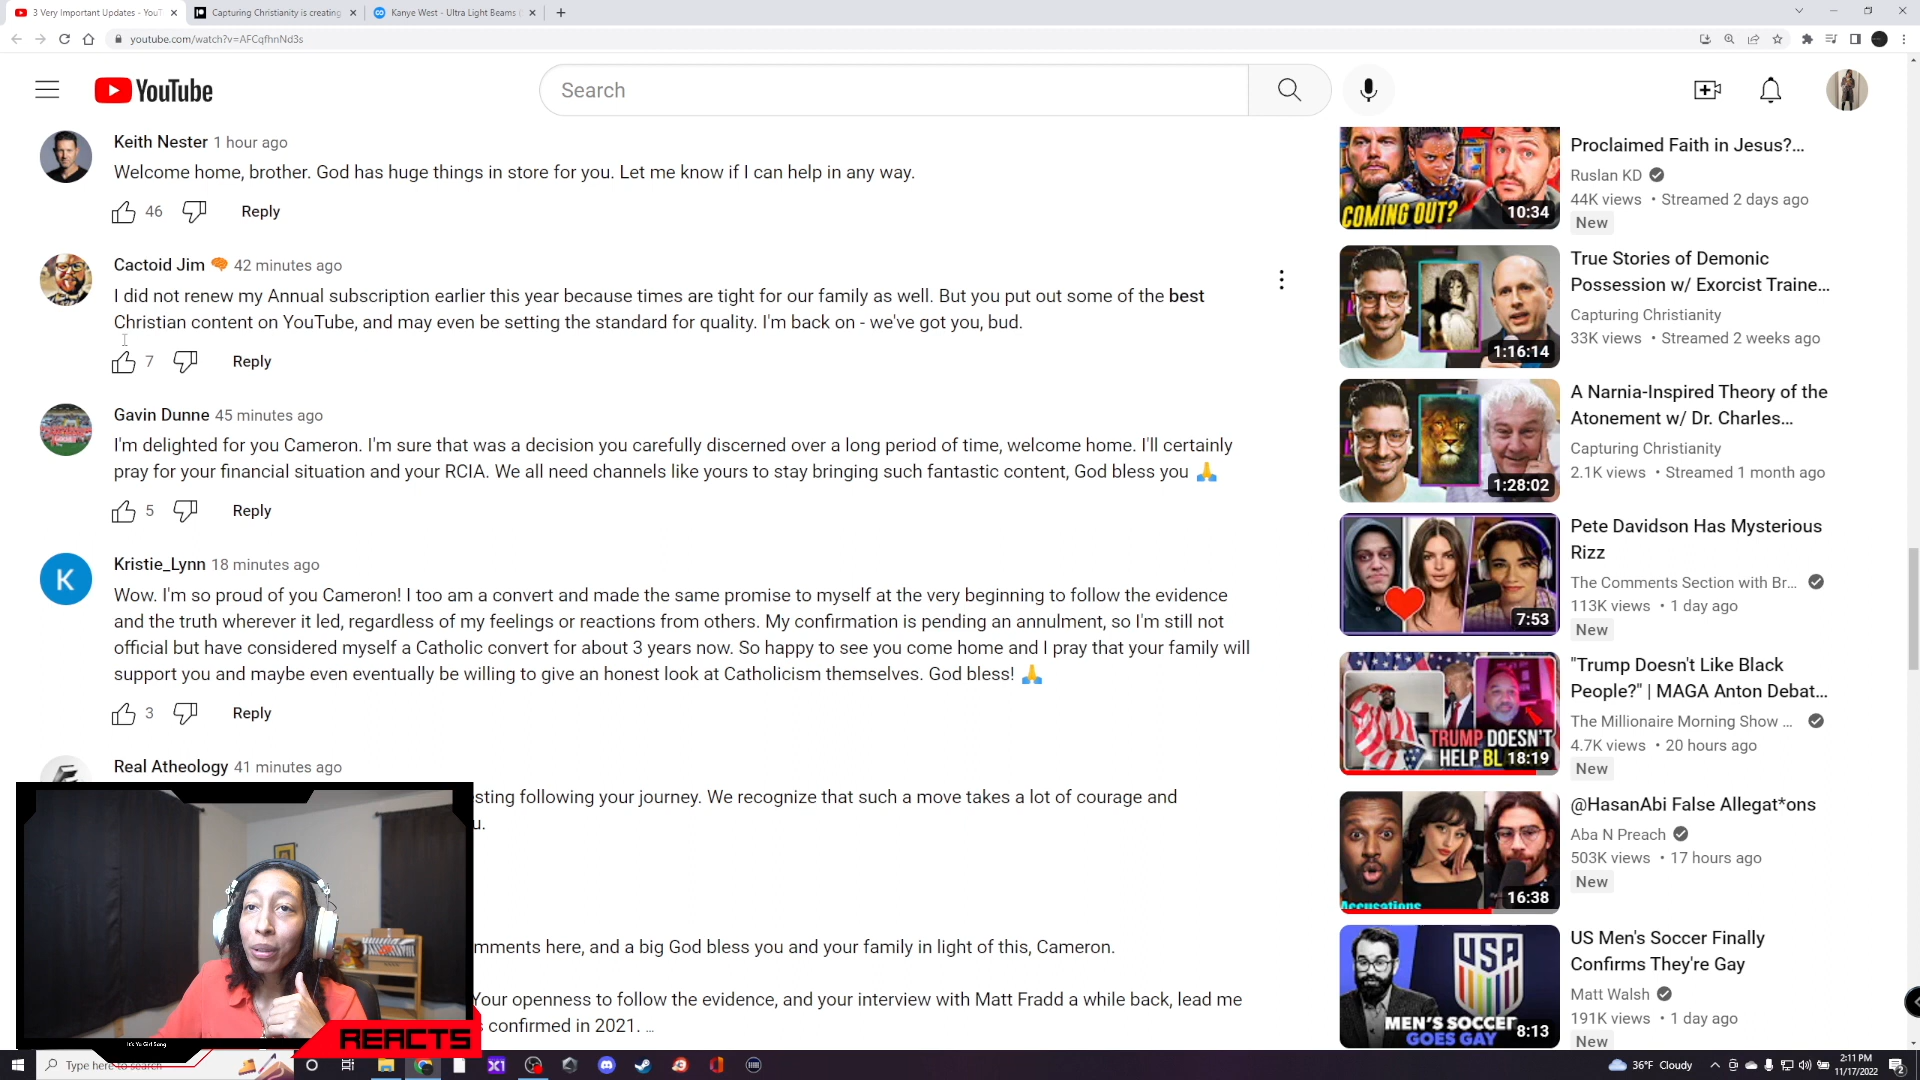 3 Very Important Updates - YouT
Capturing Christianity is creating
Kanye West - Ultra Light Beams
youtube.com/watch?v=AFCqfhnNd3s
YouTube
Search
Keith Nester 1 hour ago
Welcome home, brother. God has huge things in store for you. Let me know if I can help in any way.
46 Reply
Cactoid Jim 42 minutes ago
I did not renew my Annual subscription earlier this year because times are tight for our family as well. But you put out some of the best
Christian content on YouTube, and may even be setting the standard for quality. I'm back on - we've got you, bud.
7 Reply
Gavin Dunne 45 minutes ago
I'm delighted for you Cameron. I'm sure that was a decision you carefully discerned over a long period of time, welcome home. I'll certainly
pray for your financial situation and your RCIA. We all need channels like yours to stay bringing such fantastic content, God bless you 🙏
5 Reply
K
Kristie_Lynn 18 minutes ago
Wow. I'm so proud of you Cameron! I too am a convert and made the same promise to myself at the very beginning to follow the evidence
and the truth wherever it led, regardless of my feelings or reactions from others. My confirmation is pending an annulment, so I'm still not
official but have considered myself a Catholic convert for about 3 years now. So happy to see you come home and I pray that your family will
support you and maybe even eventually be willing to give an honest look at Catholicism themselves. God bless! 🙏
3 Reply
Real Atheology 41 minutes ago
esting following your journey. We recognize that such a move takes a lot of courage and
u.
mments here, and a big God bless you and your family in light of this, Cameron.
Your openness to follow the evidence, and your interview with Matt Fradd a while back, lead me
s confirmed in 2021. ...
It's Ya Girl Sang
REACTS
COMING OUT?
10:34
Proclaimed Faith in Jesus?...
Ruslan KD
44K views • Streamed 2 days ago
New
1:16:14
True Stories of Demonic
Possession w/ Exorcist Traine...
Capturing Christianity
33K views • Streamed 2 weeks ago
1:28:02
A Narnia-Inspired Theory of the
Atonement w/ Dr. Charles...
Capturing Christianity
2.1K views • Streamed 1 month ago
7:53
Pete Davidson Has Mysterious
Rizz
The Comments Section with Br...
113K views • 1 day ago
New
TRUMP DOESN'T
HELP BL
18:19
"Trump Doesn't Like Black
People?" | MAGA Anton Debat...
The Millionaire Morning Show ...
4.7K views • 20 hours ago
New
Accusations
16:38
@HasanAbi False Allegat*ons
Aba N Preach
503K views • 17 hours ago
New
USA
MEN'S SOCCER
GOES GAY
8:13
US Men's Soccer Finally
Confirms They're Gay
Matt Walsh
191K views • 1 day ago
New
Type here to search
36°F Cloudy
2:11 PM
11/17/2022
2